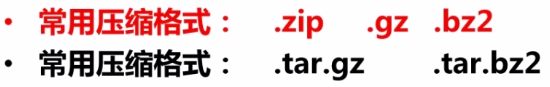 • 常用压缩格式： .zip .gz .bz2
• 常用压缩格式： .tar.gz .tar.bz2